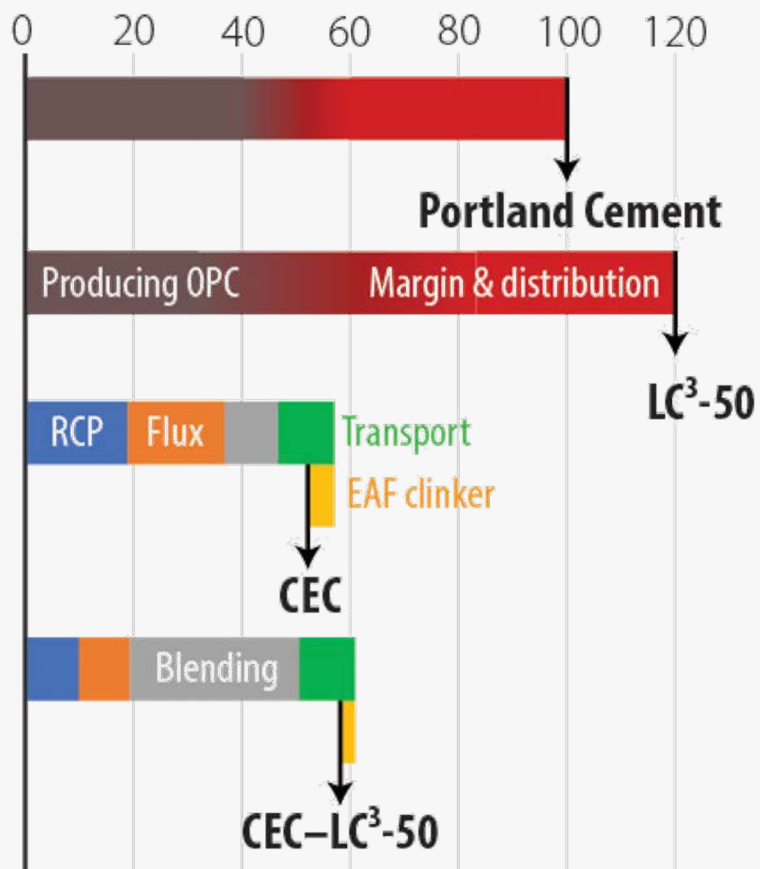 0 20 40 60 80 100 120
Portland Cement
Producing OPC Margin & distribution
LC³-50
RCP Flux Transport
EAF clinker
CEC
Blending
CEC–LC³-50